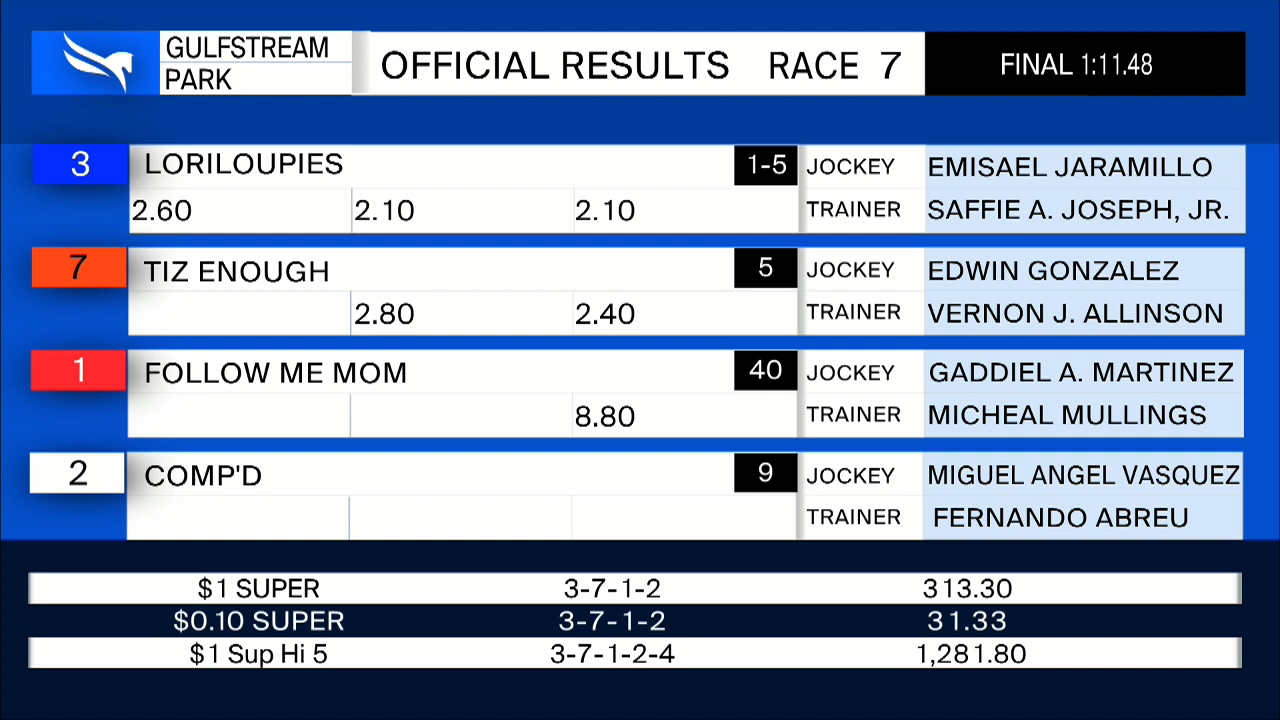 GULFSTREAM PARK
OFFICIAL RESULTS RACE 7
FINAL 1:11.48
3 LORILOUPIES 1-5 JOCKEY EMISAEL JARAMILLO
2.60 2.10 2.10 TRAINER SAFFIE A. JOSEPH, JR.
7 TIZ ENOUGH 5 JOCKEY EDWIN GONZALEZ
2.80 2.40 TRAINER VERNON J. ALLINSON
1 FOLLOW ME MOM 40 JOCKEY GADDIEL A. MARTINEZ
8.80 TRAINER MICHEAL MULLINGS
2 COMP'D 9 JOCKEY MIGUEL ANGEL VASQUEZ
TRAINER FERNANDO ABREU
$1 SUPER 3-7-1-2 313.30
$0.10 SUPER 3-7-1-2 31.33
$1 Sup Hi 5 3-7-1-2-4 1,281.80